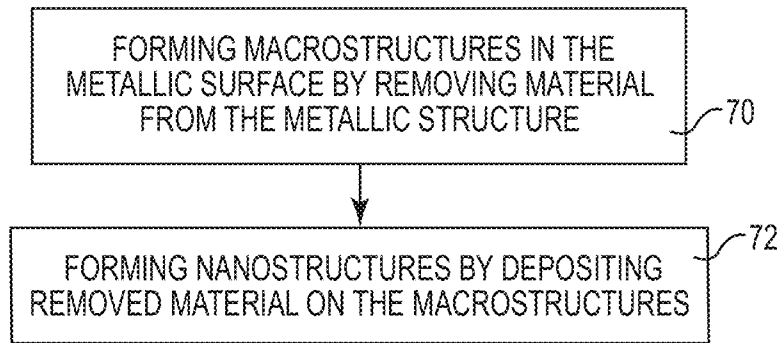 FORMING MACROSTRUCTURES IN THE
METALLIC SURFACE BY REMOVING MATERIAL
FROM THE METALLIC STRUCTURE
70
72
FORMING NANOSTRUCTURES BY DEPOSITING
REMOVED MATERIAL ON THE MACROSTRUCTURES